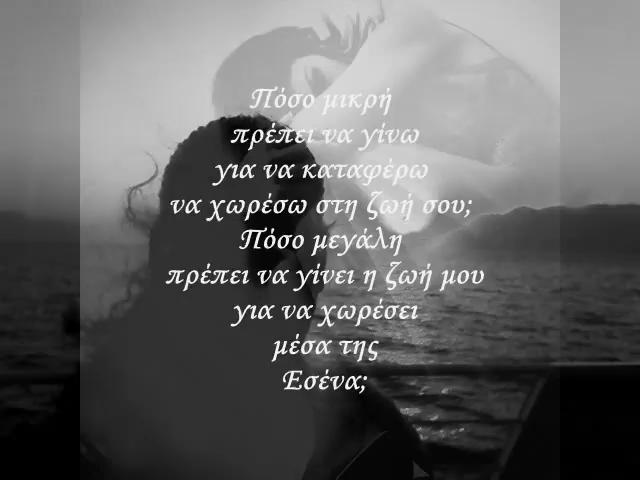 Πόσο μικρή
πρέπει να γίνω
για να καταφέρω
να χωρέσω στη ζωή σου;
Πόσο μεγάλη
πρέπει να γίνει η ζωή μου
για να χωρέσει
μέσα της
Εσένα;